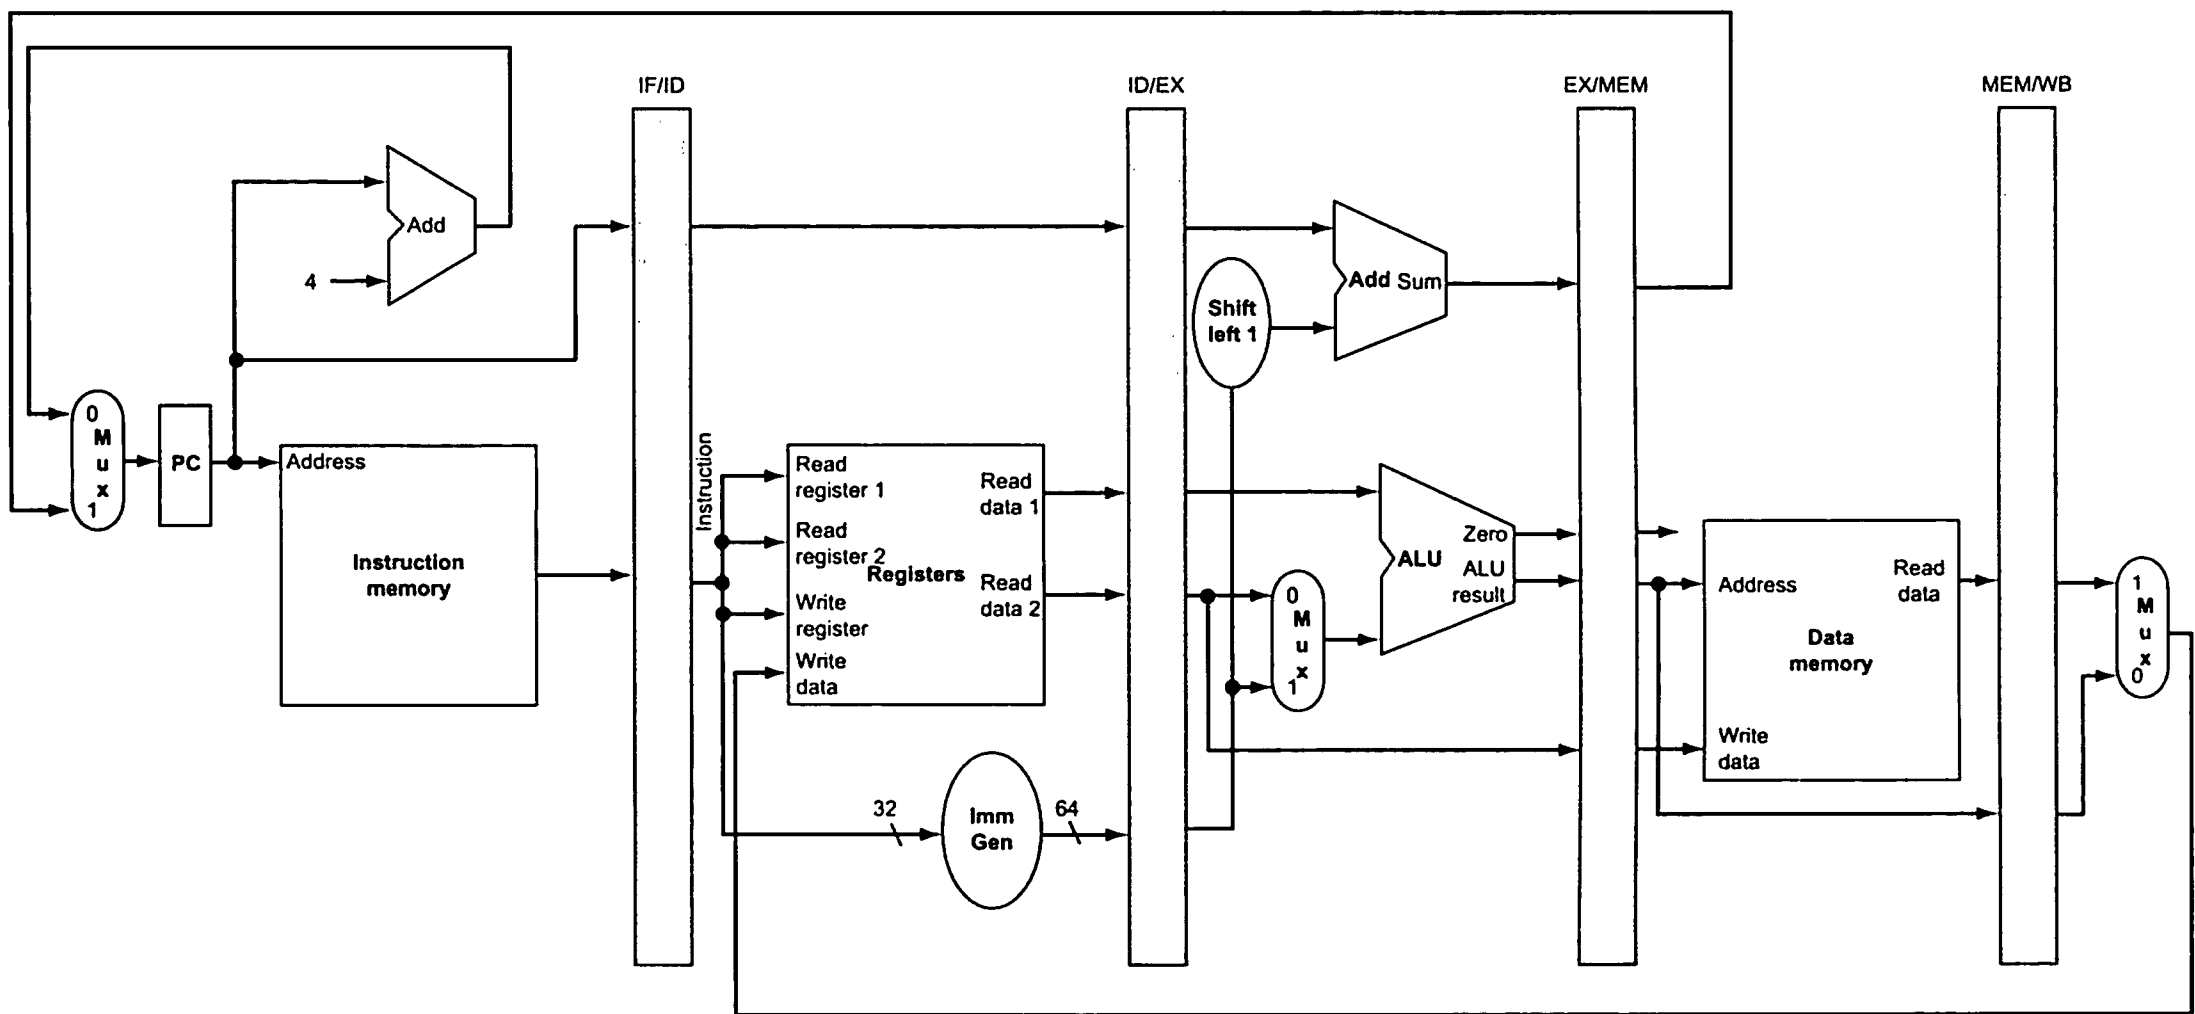 IF/ID
ID/EX
EX/MEM
MEM/WB
Add
4
Add Sum
Shift
left 1
0
M
u
x
1
PC
Address
Instruction
memory
Instruction
Read
register 1
Read
register 2
Write
register
Write
data
Registers
Read
data 1
Read
data 2
0
M
u
x
1
ALU
Zero
ALU
result
Address
Write
data
Data
memory
Read
data
1
M
u
x
0
32
Imm
Gen
64